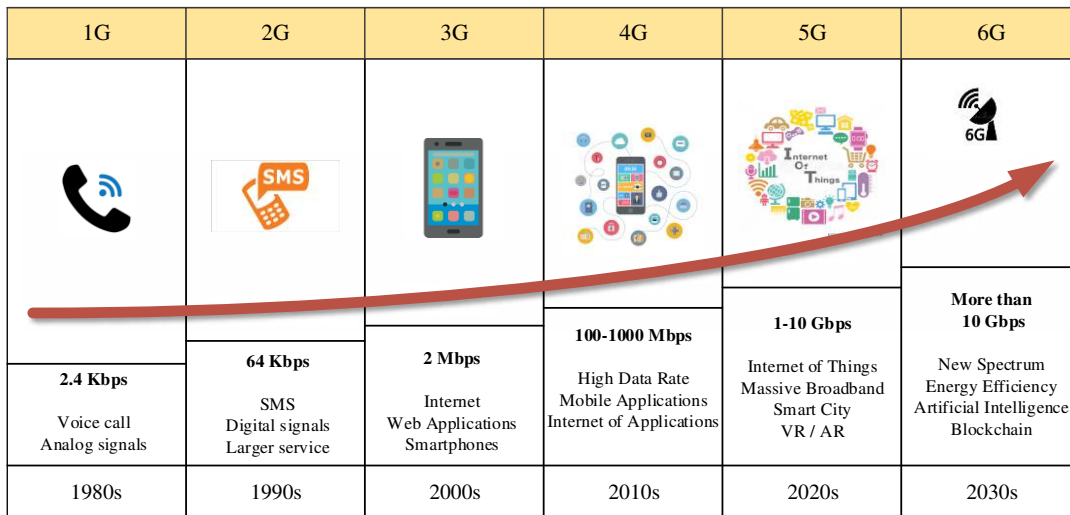 1G
2G
3G
4G
5G
6G
SMS
Internet
Of
Things
6G
2.4 Kbps
Voice call
Analog signals
64 Kbps
SMS
Digital signals
Larger service
2 Mbps
Internet
Web Applications
Smartphones
100-1000 Mbps
High Data Rate
Mobile Applications
Internet of Applications
1-10 Gbps
Internet of Things
Massive Broadband
Smart City
VR / AR
More than
10 Gbps
New Spectrum
Energy Efficiency
Artificial Intelligence
Blockchain
1980s
1990s
2000s
2010s
2020s
2030s